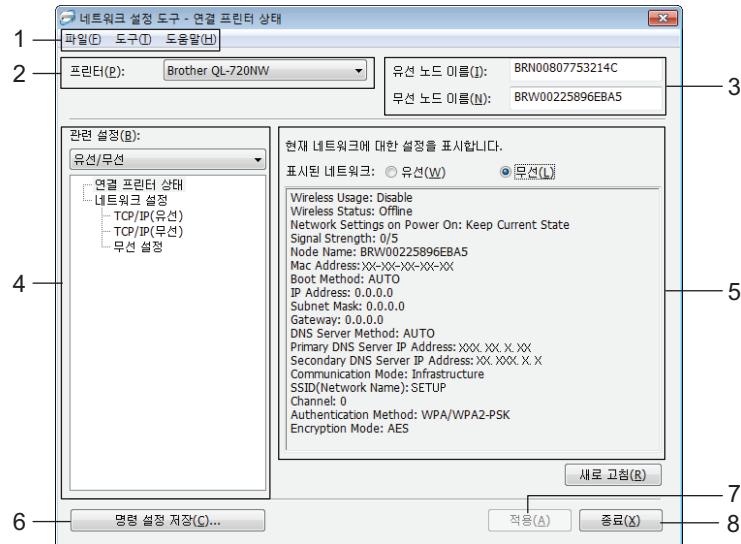 네트워크 설정 도구 - 연결 프린터 상태
1
파일(F) 도구(T) 도움말(H)
2
프린터(P): Brother QL-720NW
유선 노드 이름(I): BRN00807753214C
무선 노드 이름(N): BRW00225896EBA5
3
관련 설정(B):
유선/무선
연결 프린터 상태
네트워크 설정
TCP/IP(유선)
TCP/IP(무선)
무선 설정
4
현재 네트워크에 대한 설정을 표시합니다.
표시된 네트워크: 유선(W) 무선(L)
Wireless Usage: Disable
Wireless Status: Offline
Network Settings on Power On: Keep Current State
Signal Strength: 0/5
Node Name: BRW00225896EBA5
Mac Address: XX-XX-XX-XX-XX
Boot Method: AUTO
IP Address: 0.0.0.0
Subnet Mask: 0.0.0.0
Gateway: 0.0.0.0
DNS Server Method: AUTO
Primary DNS Server IP Address: XXX. XX. X. XX
Secondary DNS Server IP Address: XX. XXX. X. X
Communication Mode: Infrastructure
SSID(Network Name): SETUP
Channel: 0
Authentication Method: WPA/WPA2-PSK
Encryption Mode: AES
5
새로 고침(R)
6
명령 설정 저장(C)...
7
적용(A)
종료(X)
8